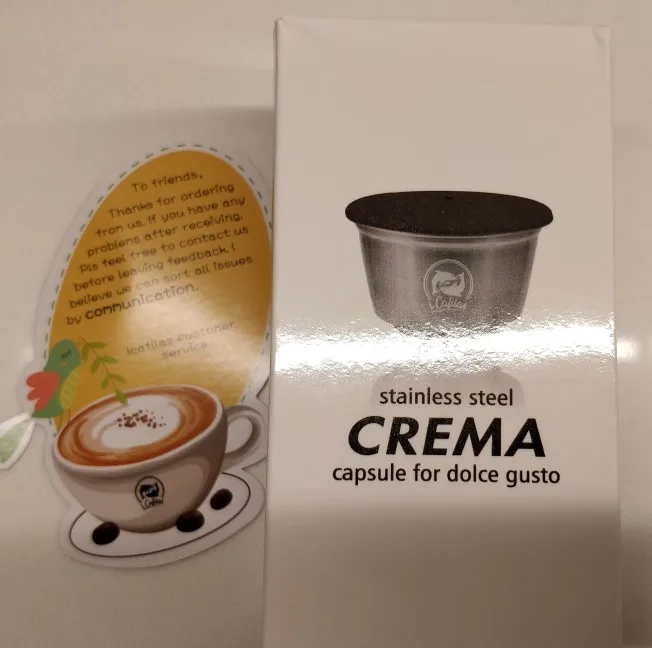 To friends,
Thanks for ordering
from us. If you have any
problems after receiving.
Pls feel free to contact us
before leaving feedback, I
believe we can sort all issues
by communication.
Icafilas customer
service.
Icafilas
stainless steel
CREMA
capsule for dolce gusto